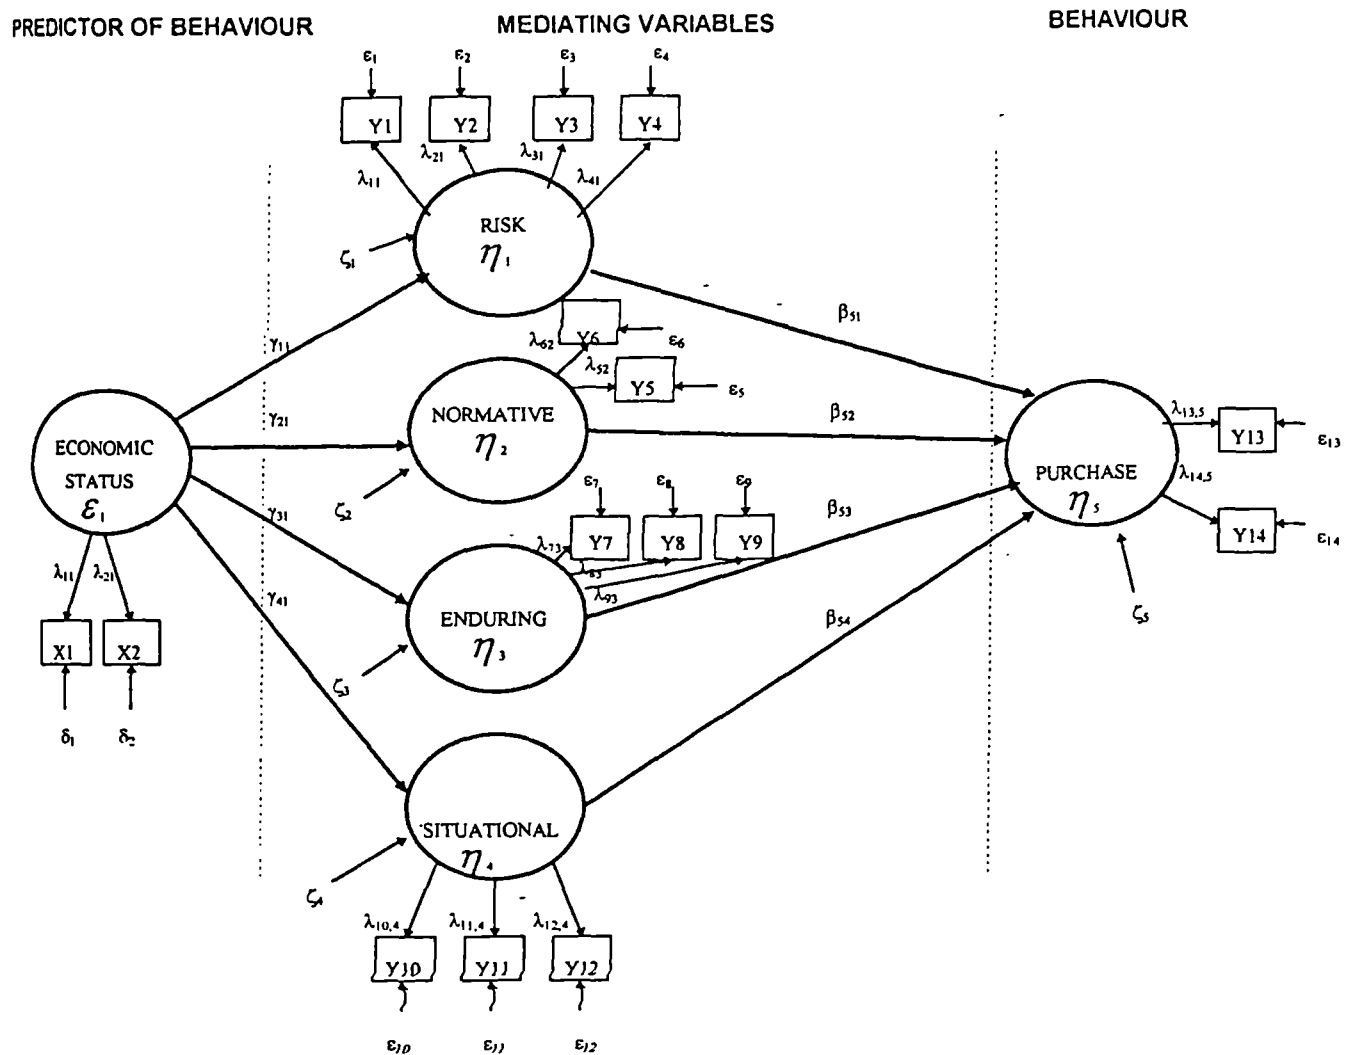 PREDICTOR OF BEHAVIOUR
MEDIATING VARIABLES
BEHAVIOUR
ε1
ε2
ε3
ε4
Y1
Y2
Y3
Y4
λ11
λ21
λ31
λ41
RISK
η1
ζ1
γ11
β51
Y6
ε6
λ62
λ52
Y5
ε5
NORMATIVE
η2
ζ2
γ21
β52
ECONOMIC
STATUS
ε1
λ11
λ21
X1
X2
δ1
δ2
γ31
ε7
ε8
ε9
Y7
Y8
Y9
λ73
λ83
λ93
ENDURING
η3
ζ3
β53
γ41
β54
PURCHASE
η5
λ13,5
Y13
ε13
λ14,5
Y14
ε14
ζ5
SITUATIONAL
η4
ζ4
λ10,4
λ11,4
λ12,4
Y10
Y11
Y12
ε10
ε11
ε12